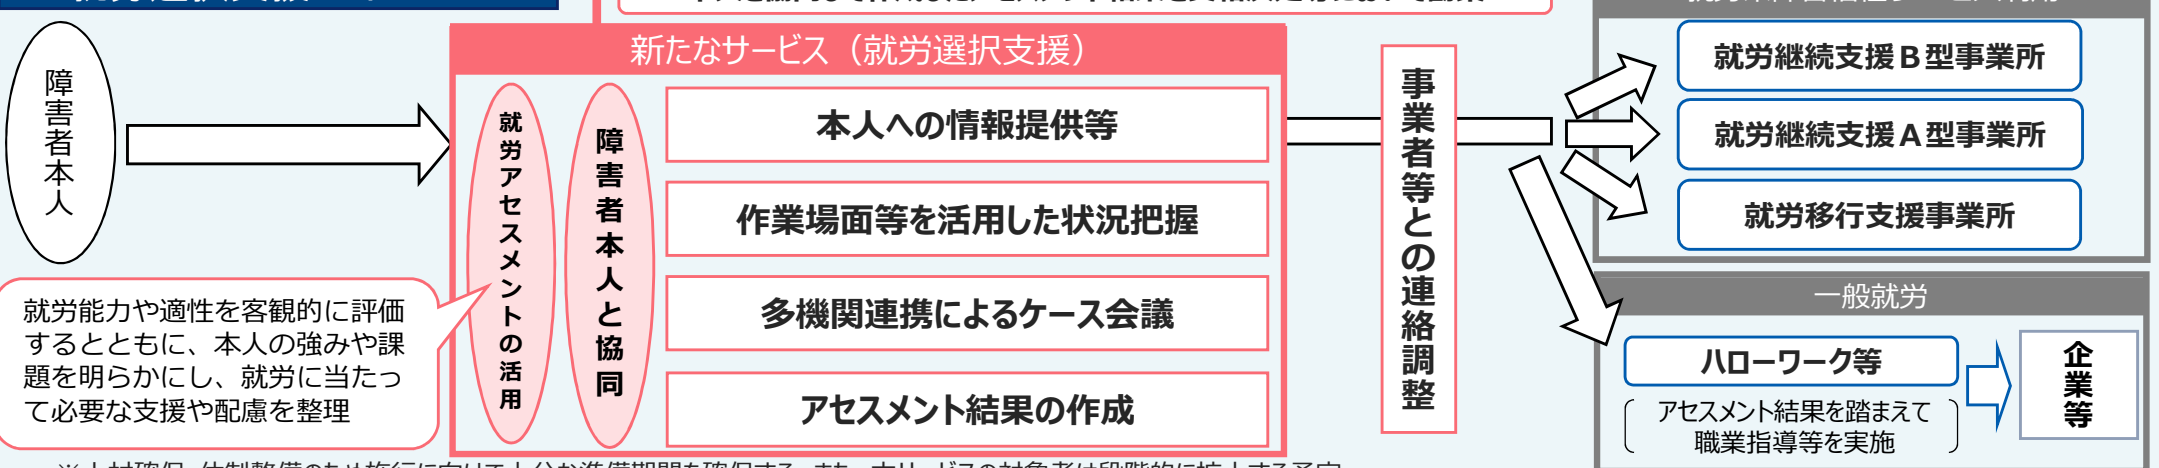 新たなサービス（就労選択支援）
障害者本人
就労アセスメントの活用
障害者本人と協同
本人への情報提供等
作業場面等を活用した状況把握
多機関連携によるケース会議
アセスメント結果の作成
就労能力や適性を客観的に評価
するとともに、本人の強みや課
題を明らかにし、就労に当たっ
て必要な支援や配慮を整理
事業者等との連絡調整
就労継続支援Ｂ型事業所
就労継続支援Ａ型事業所
就労移行支援事業所
一般就労
ハローワーク等
アセスメント結果を踏まえて
職業指導等を実施
企業等